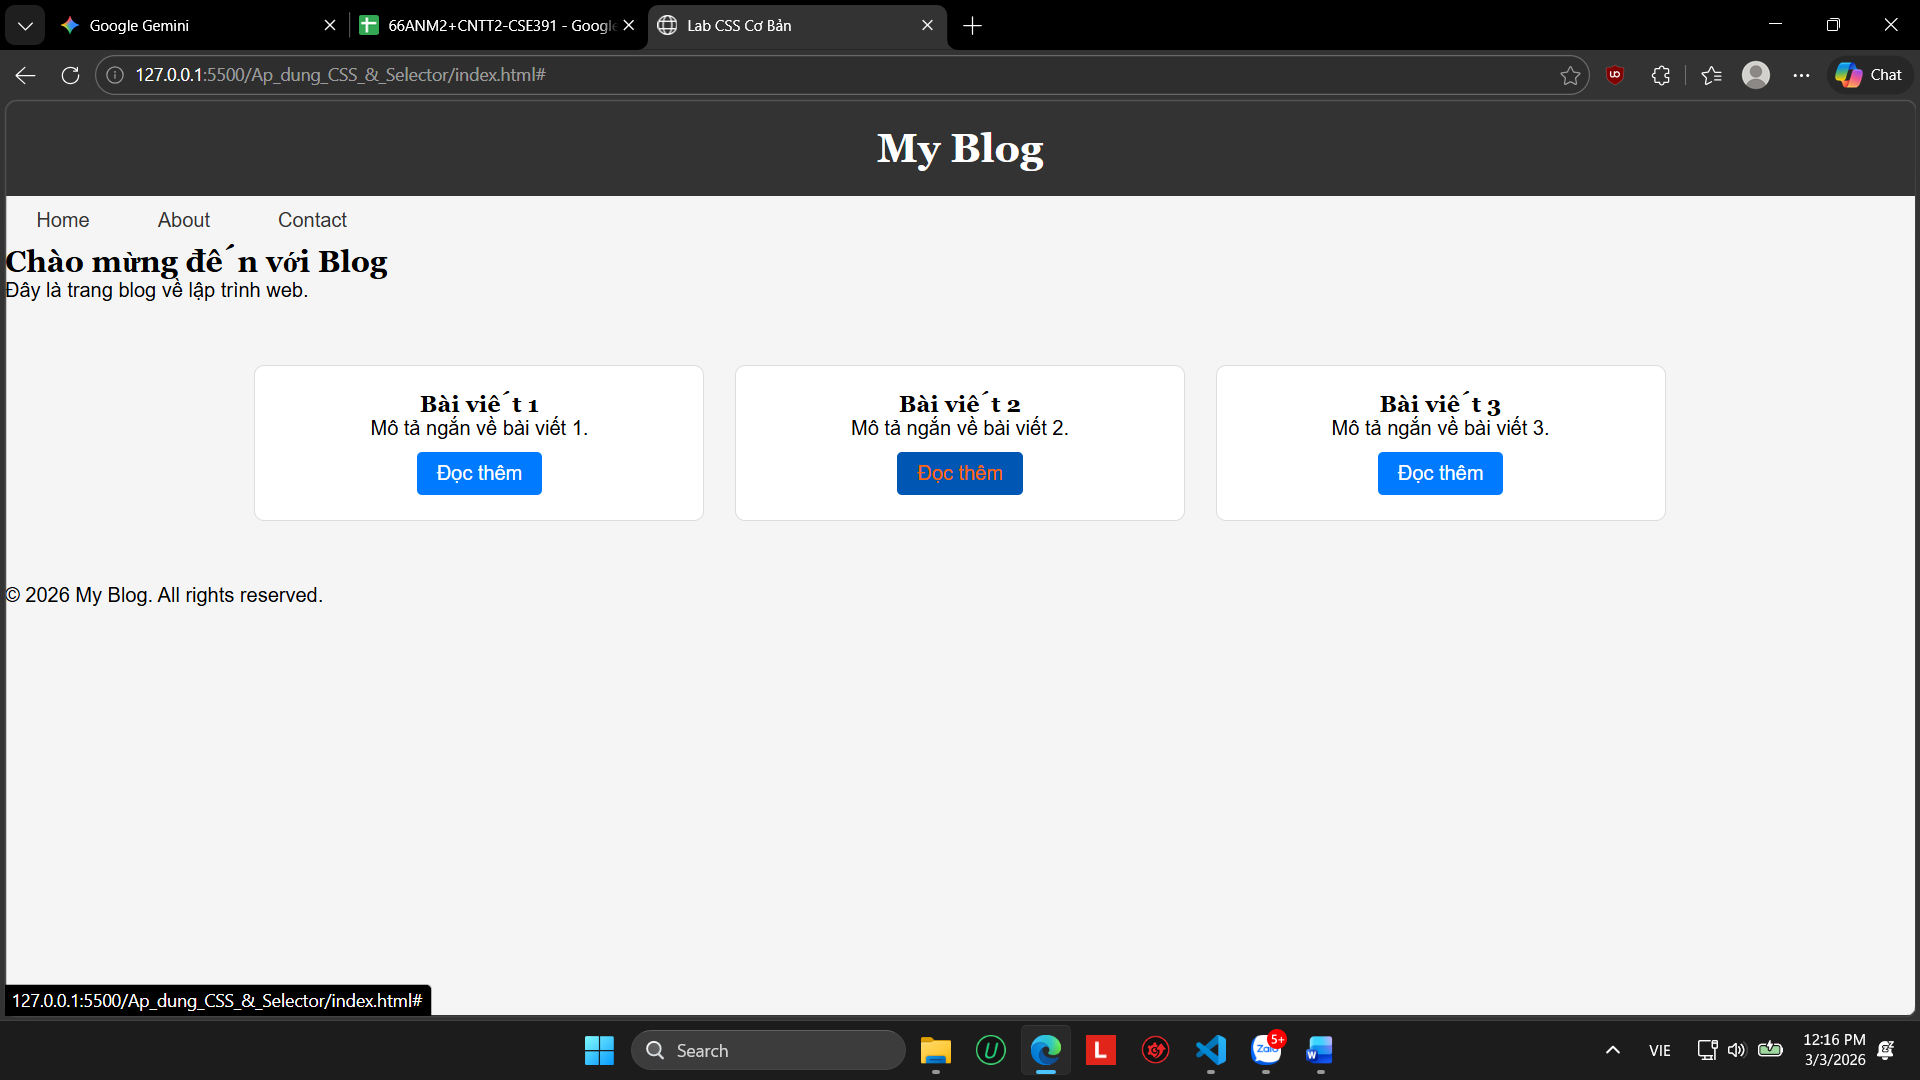 Google Gemini
66ANM2+CNTT2-CSE391 - Google
Lab CSS Cơ Bản
127.0.0.1:5500/Ap_dung_CSS_&_Selector/index.html#
Chat
My Blog
Home About Contact
Chào mừng đến với Blog
Đây là trang blog về lập trình web.
Bài viết 1
Mô tả ngắn về bài viết 1.
Đọc thêm
Bài viết 2
Mô tả ngắn về bài viết 2.
Đọc thêm
Bài viết 3
Mô tả ngắn về bài viết 3.
Đọc thêm
© 2026 My Blog. All rights reserved.
127.0.0.1:5500/Ap_dung_CSS_&_Selector/index.html#
Search
U
L
Zalo
5+
W
VIE
12:16 PM
3/3/2026